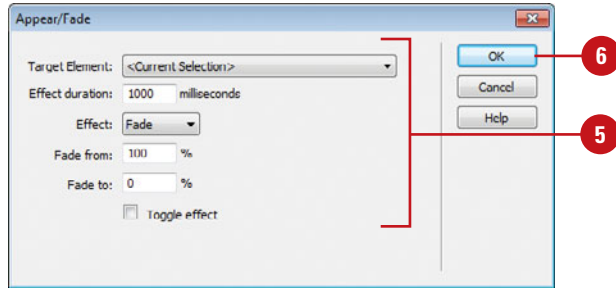 Appear/Fade
Target Element: <Current Selection>
Effect duration: 1000 milliseconds
Effect: Fade
Fade from: 100 %
Fade to: 0 %
Toggle effect
OK
Cancel
Help
6
5